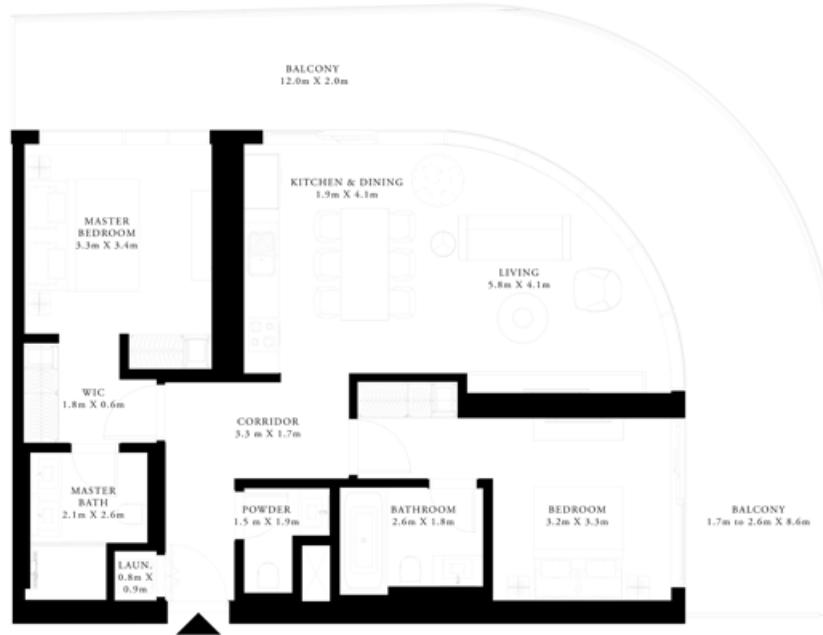 BALCONY
12.0m X 2.0m
KITCHEN & DINING
1.9m X 4.1m
MASTER
BEDROOM
3.3m X 3.4m
LIVING
5.8m X 4.1m
WIC
1.8m X 0.6m
CORRIDOR
3.3 m X 1.7m
MASTER
BATH
2.1m X 2.6m
POWDER
1.5 m X 1.9m
BATHROOM
2.6m X 1.8m
BEDROOM
3.2m X 3.3m
BALCONY
1.7m to 2.6m X 8.6m
LAUN.
0.8m X
0.9m